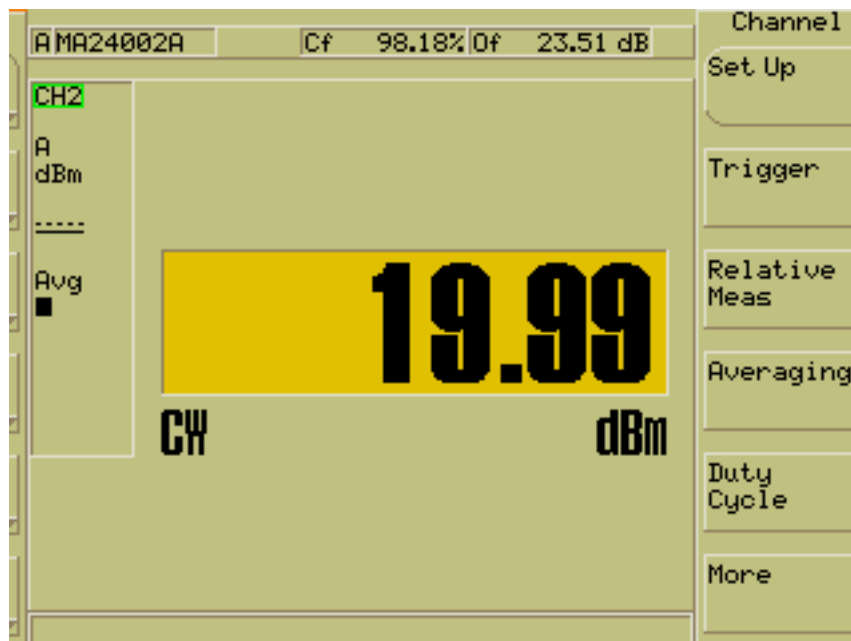 A MA24002A Cf 98.18% Of 23.51 dB
CH2
A
dBm
-----
Avg
19.99
CW dBm
Channel
Set Up
Trigger
Relative
Meas
Averaging
Duty
Cycle
More